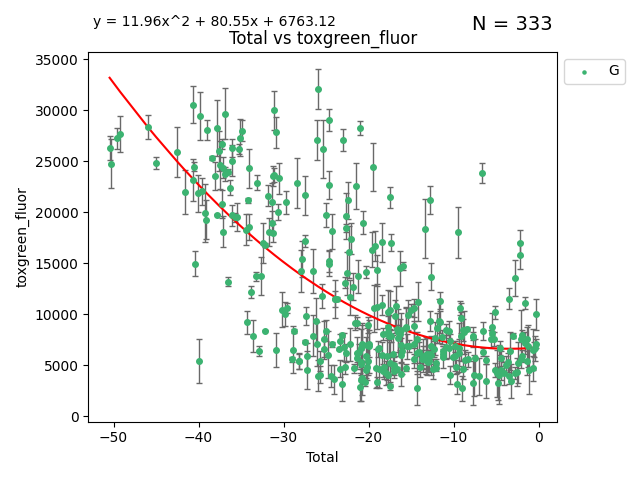 y = 11.96x^2 + 80.55x + 6763.12
N = 333
Total vs toxgreen_fluor
G
35000
30000
25000
20000
15000
10000
5000
0
toxgreen_fluor
−50 −40 −30 −20 −10 0
Total